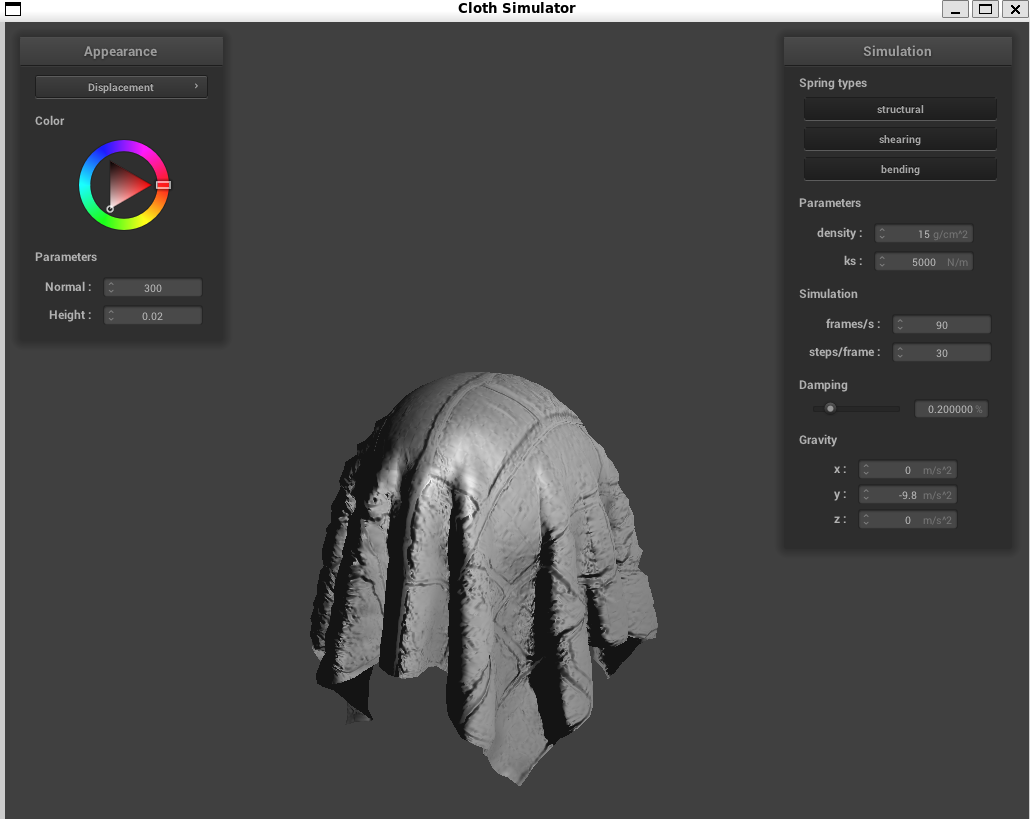 Cloth Simulator
Appearance
Displacement
Color
Parameters
Normal : 300
Height : 0.02
Simulation
Spring types
structural
shearing
bending
Parameters
density : 15 g/cm^2
ks : 5000 N/m
Simulation
frames/s : 90
steps/frame : 30
Damping
0.200000 %
Gravity
x : 0 m/s^2
y : -9.8 m/s^2
z : 0 m/s^2